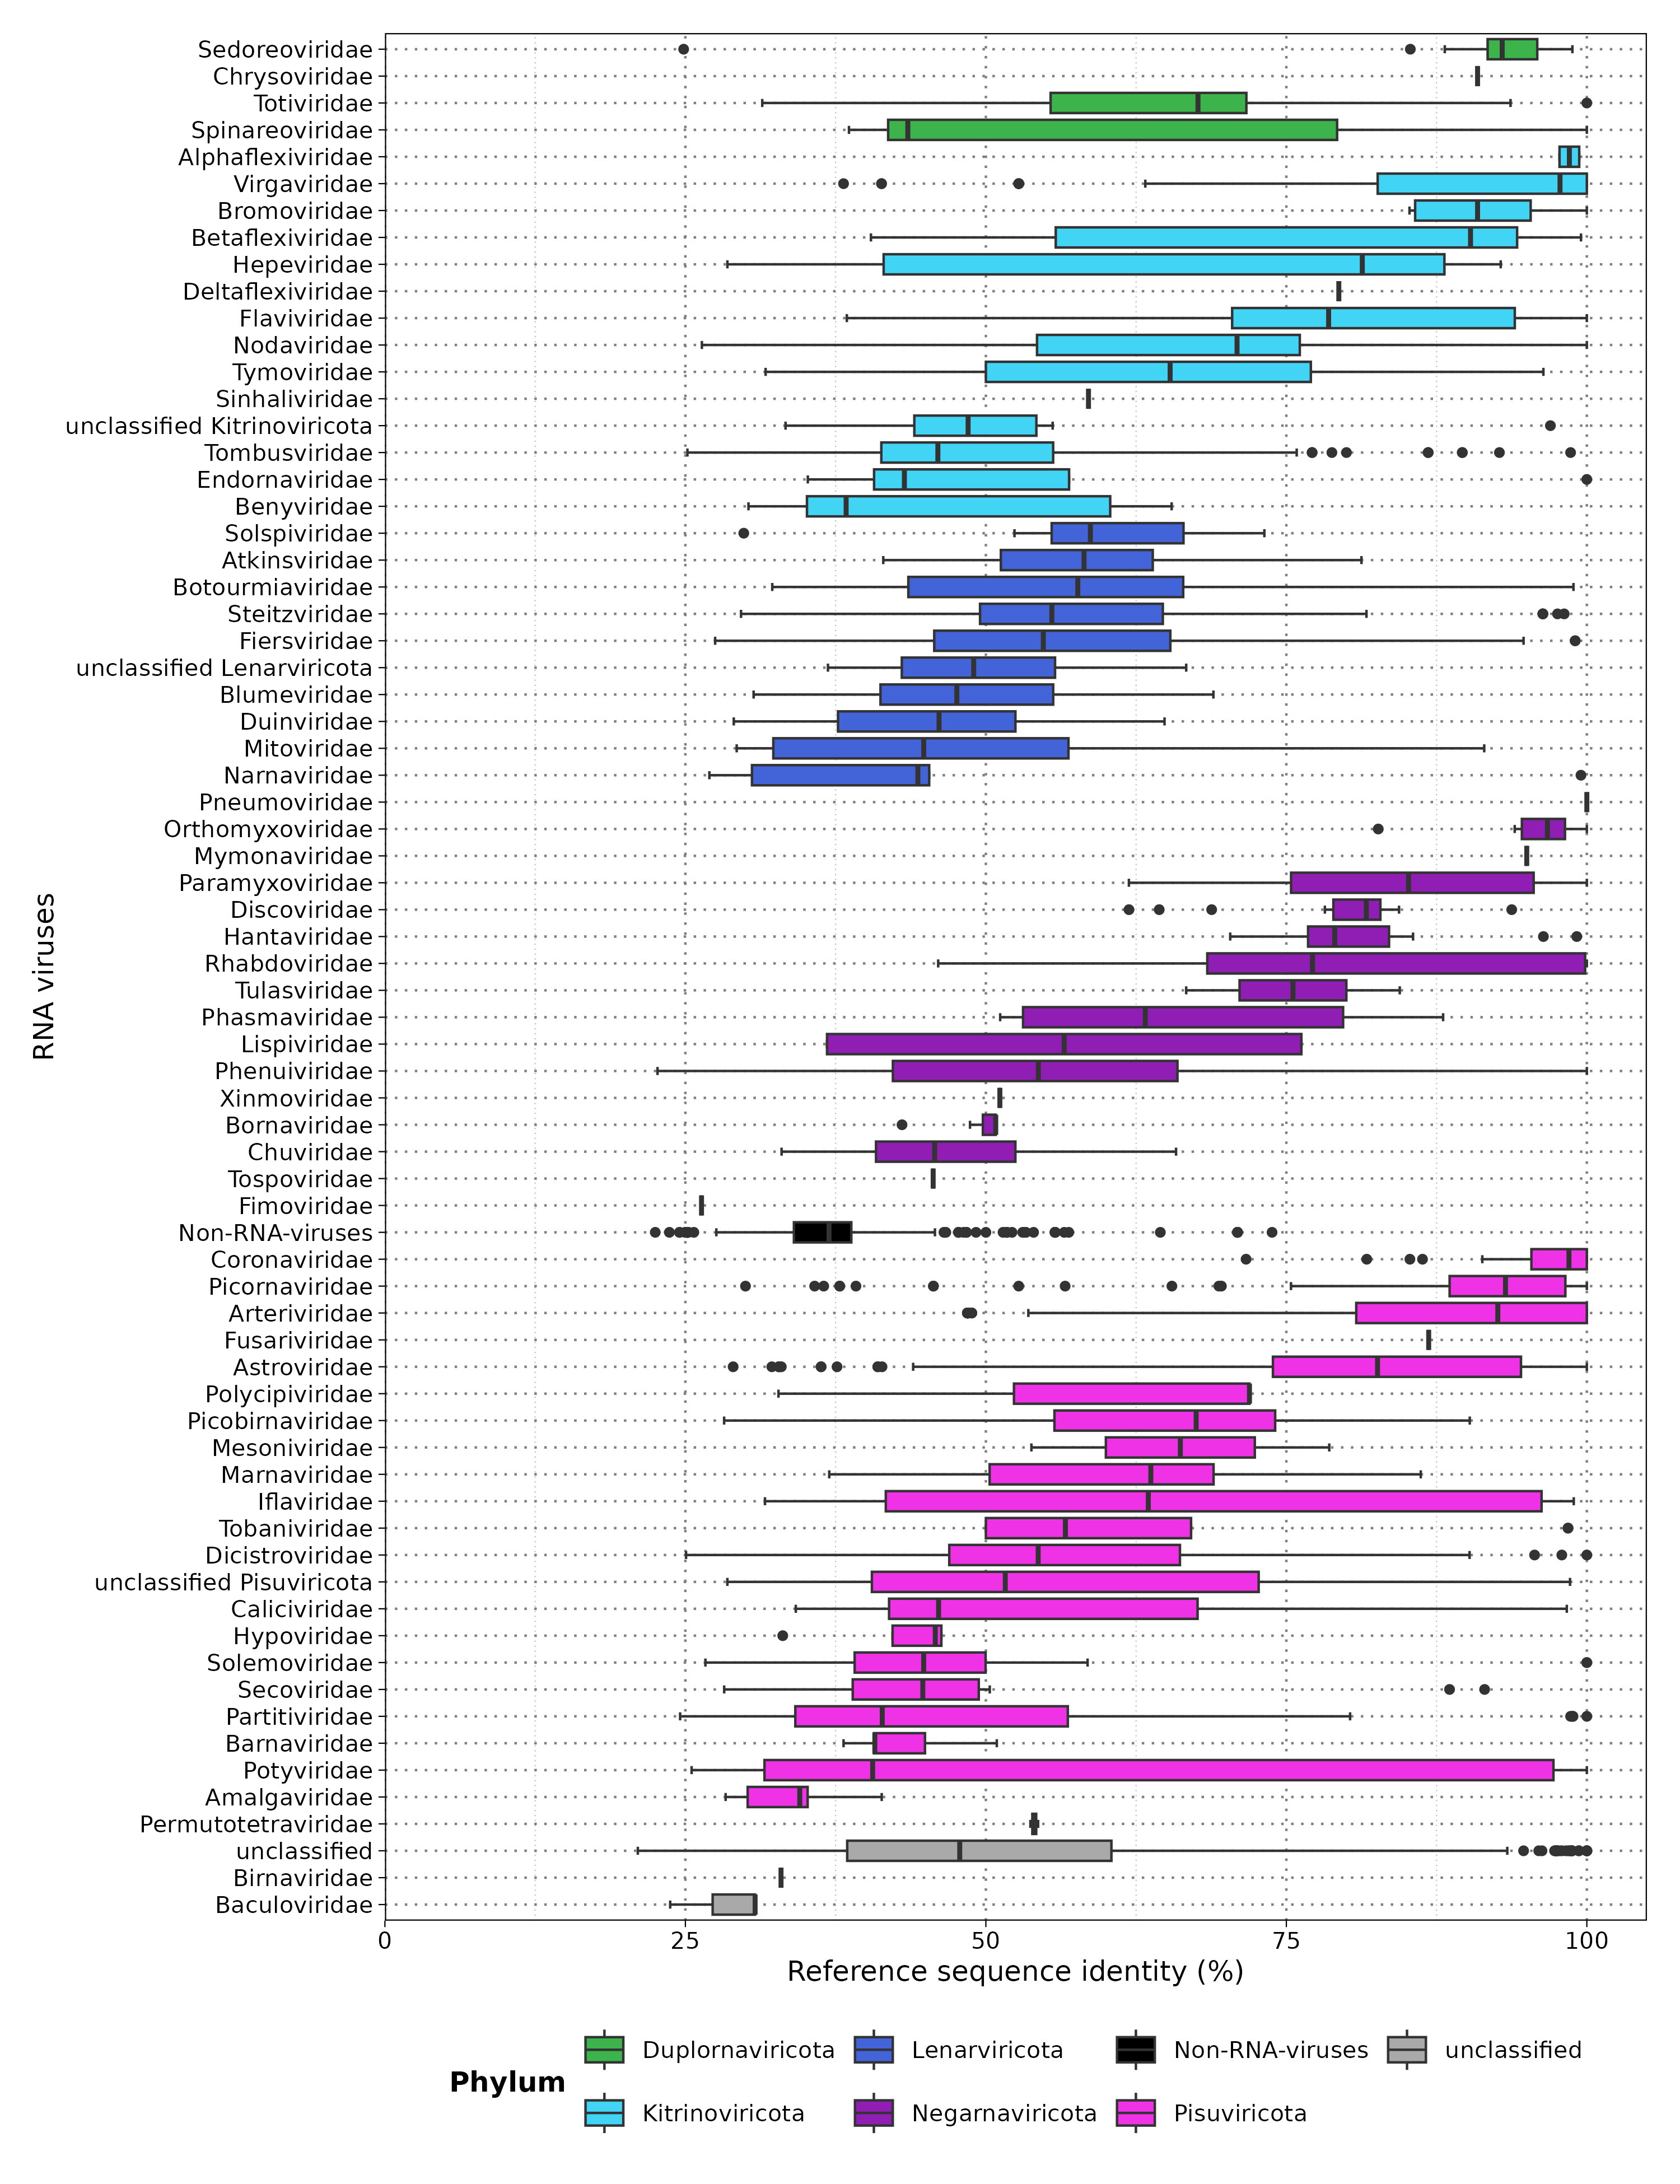 Sedoreoviridae
Chrysoviridae
Totiviridae
Spinareoviridae
Alphaflexiviridae
Virgaviridae
Bromoviridae
Betaflexiviridae
Hepeviridae
Deltaflexiviridae
Flaviviridae
Nodaviridae
Tymoviridae
Sinhaliviridae
unclassified Kitrinoviricota
Tombusviridae
Endornaviridae
Benyviridae
Solspiviridae
Atkinsviridae
Botourmiaviridae
Steitzviridae
Fiersviridae
unclassified Lenarviricota
Blumeviridae
Duinviridae
Mitoviridae
Narnaviridae
Pneumoviridae
Orthomyxoviridae
Mymonaviridae
Paramyxoviridae
Discoviridae
Hantaviridae
Rhabdoviridae
Tulasviridae
Phasmaviridae
Lispiviridae
Phenuiviridae
Xinmoviridae
Bornaviridae
Chuviridae
Tospoviridae
Fimoviridae
Non-RNA-viruses
Coronaviridae
Picornaviridae
Arteriviridae
Fusariviridae
Astroviridae
Polycipiviridae
Picobirnaviridae
Mesoniviridae
Marnaviridae
Iflaviridae
Tobaniviridae
Dicistroviridae
unclassified Pisuviricota
Caliciviridae
Hypoviridae
Solemoviridae
Secoviridae
Partitiviridae
Barnaviridae
Potyviridae
Amalgaviridae
Permutotetraviridae
unclassified
Birnaviridae
Baculoviridae
RNA viruses
0 25 50 75 100
Reference sequence identity (%)
Phylum
Duplornaviricota Lenarviricota Non-RNA-viruses unclassified
Kitrinoviricota Negarnaviricota Pisuviricota